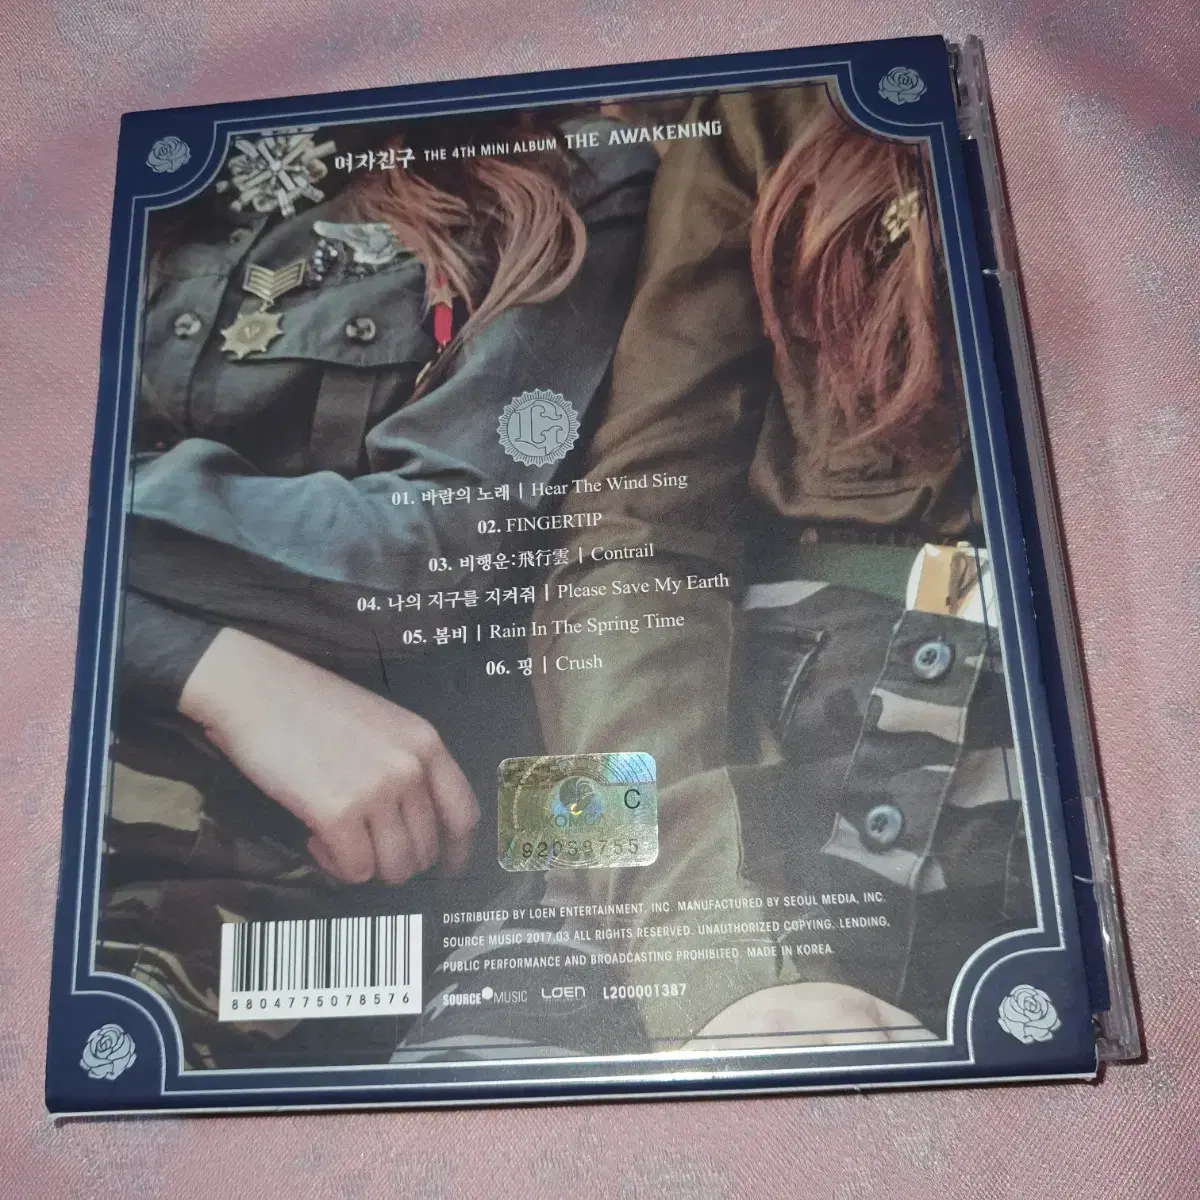 여자친구 THE 4TH MINI ALBUM THE AWAKENING
01. 바람의 노래 | Hear The Wind Sing
02. FINGERTIP
03. 비행운:飛行雲 | Contrail
04. 나의 지구를 지켜줘 | Please Save My Earth
05. 봄비 | Rain In The Spring Time
06. 핑 | Crush
C
92038755
DISTRIBUTED BY LOEN ENTERTAINMENT, INC. MANUFACTURED BY SEOUL MEDIA, INC.
SOURCE MUSIC 2017.03 ALL RIGHTS RESERVED. UNAUTHORIZED COPYING, LENDING,
PUBLIC PERFORMANCE AND BROADCASTING PROHIBITED. MADE IN KOREA.
8804775078576
SOURCE MUSIC LOEN L200001387